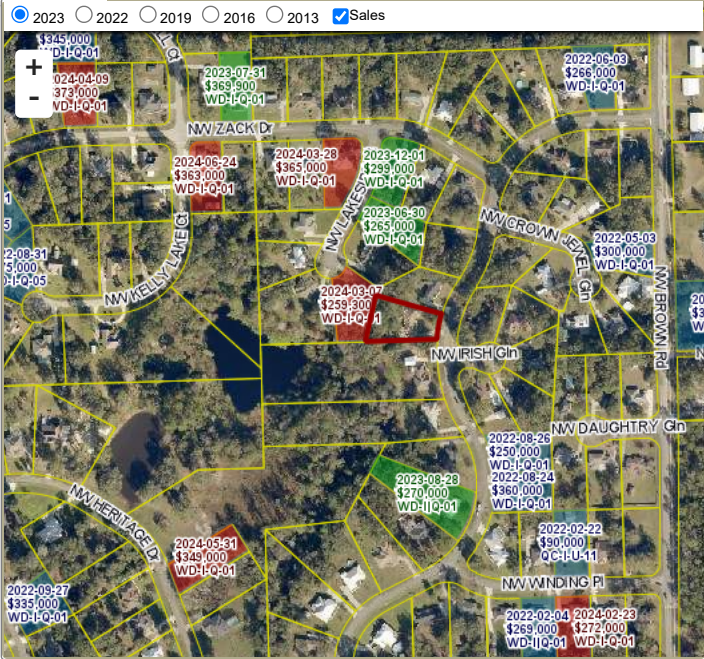 2023 2022 2019 2016 2013 Sales
$345,000
WD-I-Q-01
+
-
2024-04-09
$373,000
WD-I-Q-01
2023-07-31
$369,900
WD-I-Q-01
2022-06-03
$266,000
WD-I-Q-01
NW ZACK Dr
2024-06-24
$363,000
WD-I-Q-01
2024-03-28
$365,000
WD-I-Q-01
2023-12-01
$299,000
WD-I-Q-01
2023-06-30
$265,000
WD-I-Q-01
NW CROWN JEWEL Gln
2022-05-03
$300,000
WD-I-Q-01
NW KELLY LAKE Ct
NW BROWN Rd
2024-03-07
$259,300
NW IRISH Gln
NW DAUGHTRY Gln
2022-08-26
$250,000
WD-I-Q-01
2022-08-24
$360,000
WD-I-Q-01
2023-08-28
$270,000
WD-I|Q-01
NW HERITAGE Dr
2024-05-31
$349,000
WD-I-Q-01
2022-02-22
$90,000
QC-I-U-11
2022-09-27
$335,000
WD-I-Q-01
NW WINDING Pl
2022-02-04
$269,000
WD-I|Q-01
2024-02-23
$272,000
WD-I-Q-01